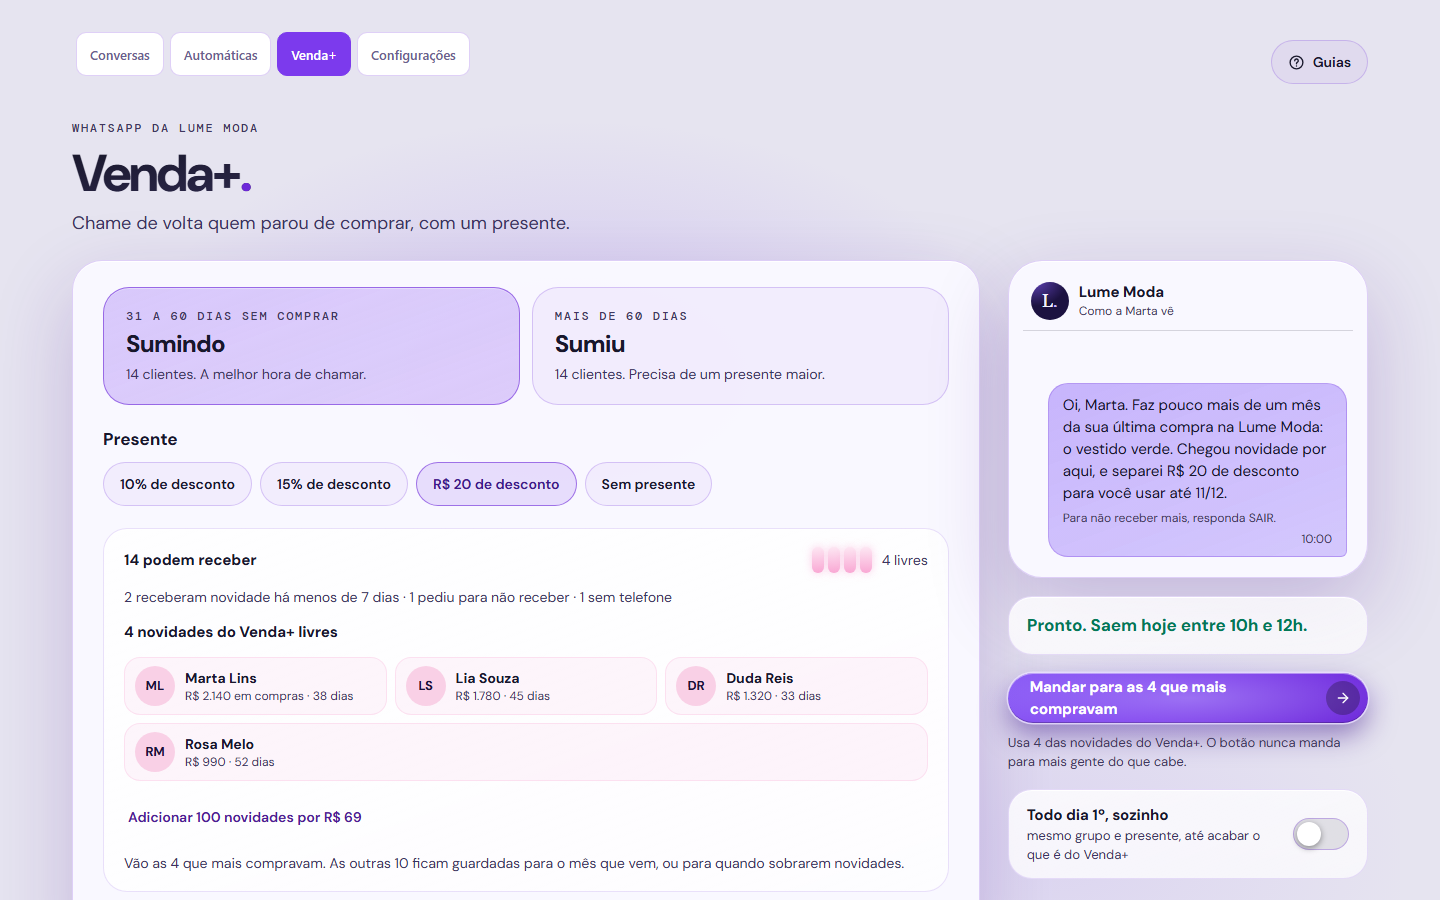 Conversas
Automáticas
Venda+
Configurações
Guias
WHATSAPP DA LUME MODA
Venda+.
Chame de volta quem parou de comprar, com um presente.
31 A 60 DIAS SEM COMPRAR
Sumindo
14 clientes. A melhor hora de chamar.
MAIS DE 60 DIAS
Sumiu
14 clientes. Precisa de um presente maior.
Presente
10% de desconto
15% de desconto
R$ 20 de desconto
Sem presente
14 podem receber
4 livres
2 receberam novidade há menos de 7 dias · 1 pediu para não receber · 1 sem telefone
4 novidades do Venda+ livres
ML
Marta Lins
R$ 2.140 em compras · 38 dias
LS
Lia Souza
R$ 1.780 · 45 dias
DR
Duda Reis
R$ 1.320 · 33 dias
RM
Rosa Melo
R$ 990 · 52 dias
Adicionar 100 novidades por R$ 69
Vão as 4 que mais compravam. As outras 10 ficam guardadas para o mês que vem, ou para quando sobrarem novidades.
L.
Lume Moda
Como a Marta vê
Oi, Marta. Faz pouco mais de um mês
da sua última compra na Lume Moda:
o vestido verde. Chegou novidade por
aqui, e separei R$ 20 de desconto
para você usar até 11/12.
Para não receber mais, responda SAIR.
10:00
Pronto. Saem hoje entre 10h e 12h.
Mandar para as 4 que mais
compravam
Usa 4 das novidades do Venda+. O botão nunca manda
para mais gente do que cabe.
Todo dia 1º, sozinho
mesmo grupo e presente, até acabar o
que é do Venda+